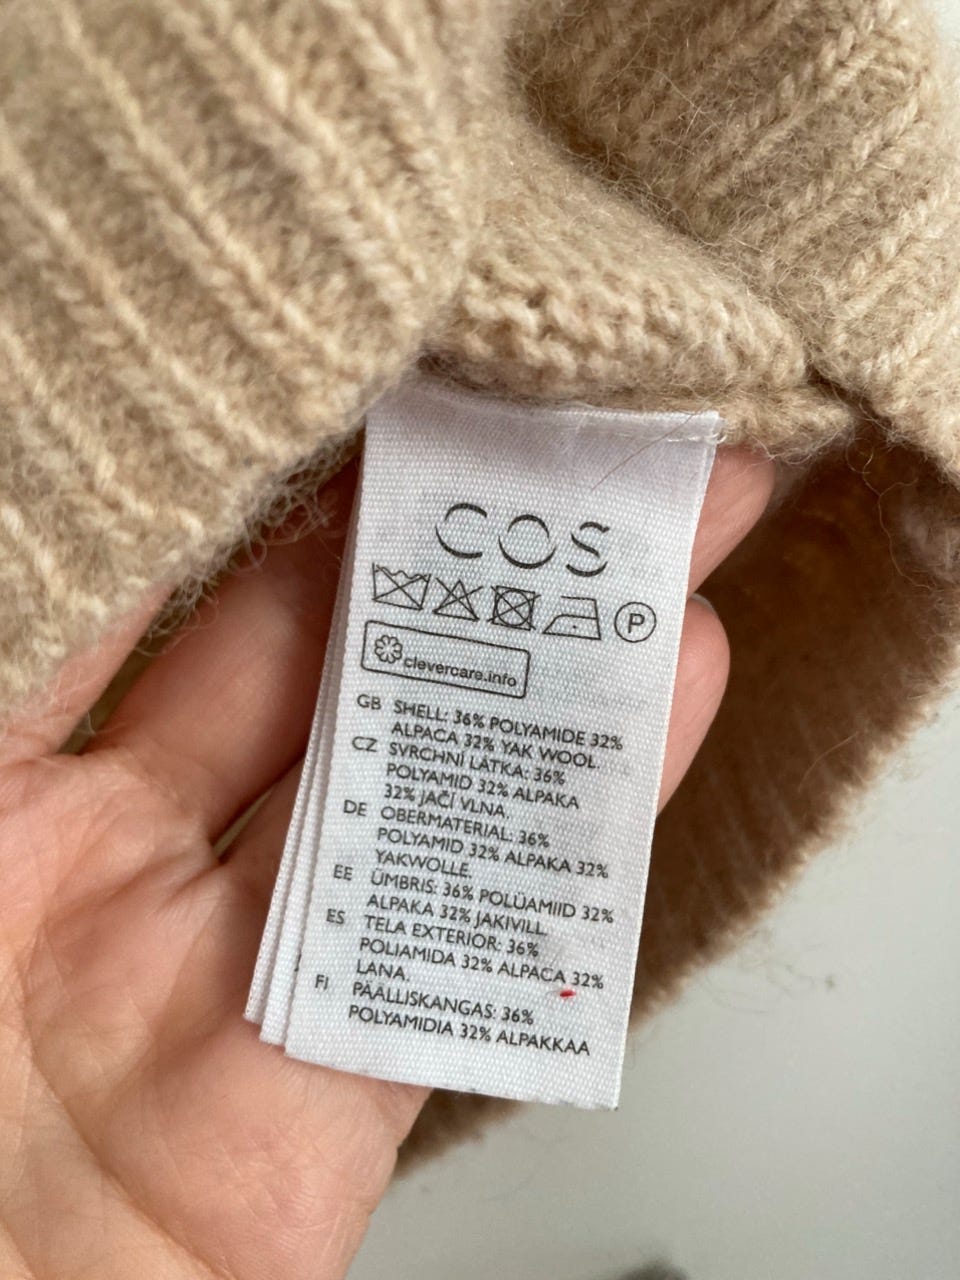 COS
P
clevercare.info
GB SHELL: 36% POLYAMIDE 32%
ALPACA 32% YAK WOOL.
CZ SVRCHNÍ LÁTKA: 36%
POLYAMID 32% ALPAKA
32% JAČÍ VLNA.
DE OBERMATERIAL: 36%
POLYAMID 32% ALPAKA 32%
YAKWOLLE.
EE ÜMBRIS: 36% POLÜAMIID 32%
ALPAKA 32% JAKIVILL.
ES TELA EXTERIOR: 36%
POLIAMIDA 32% ALPACA 32%
LANA.
FI PÄÄLLISKANGAS: 36%
POLYAMIDIA 32% ALPAKKAA